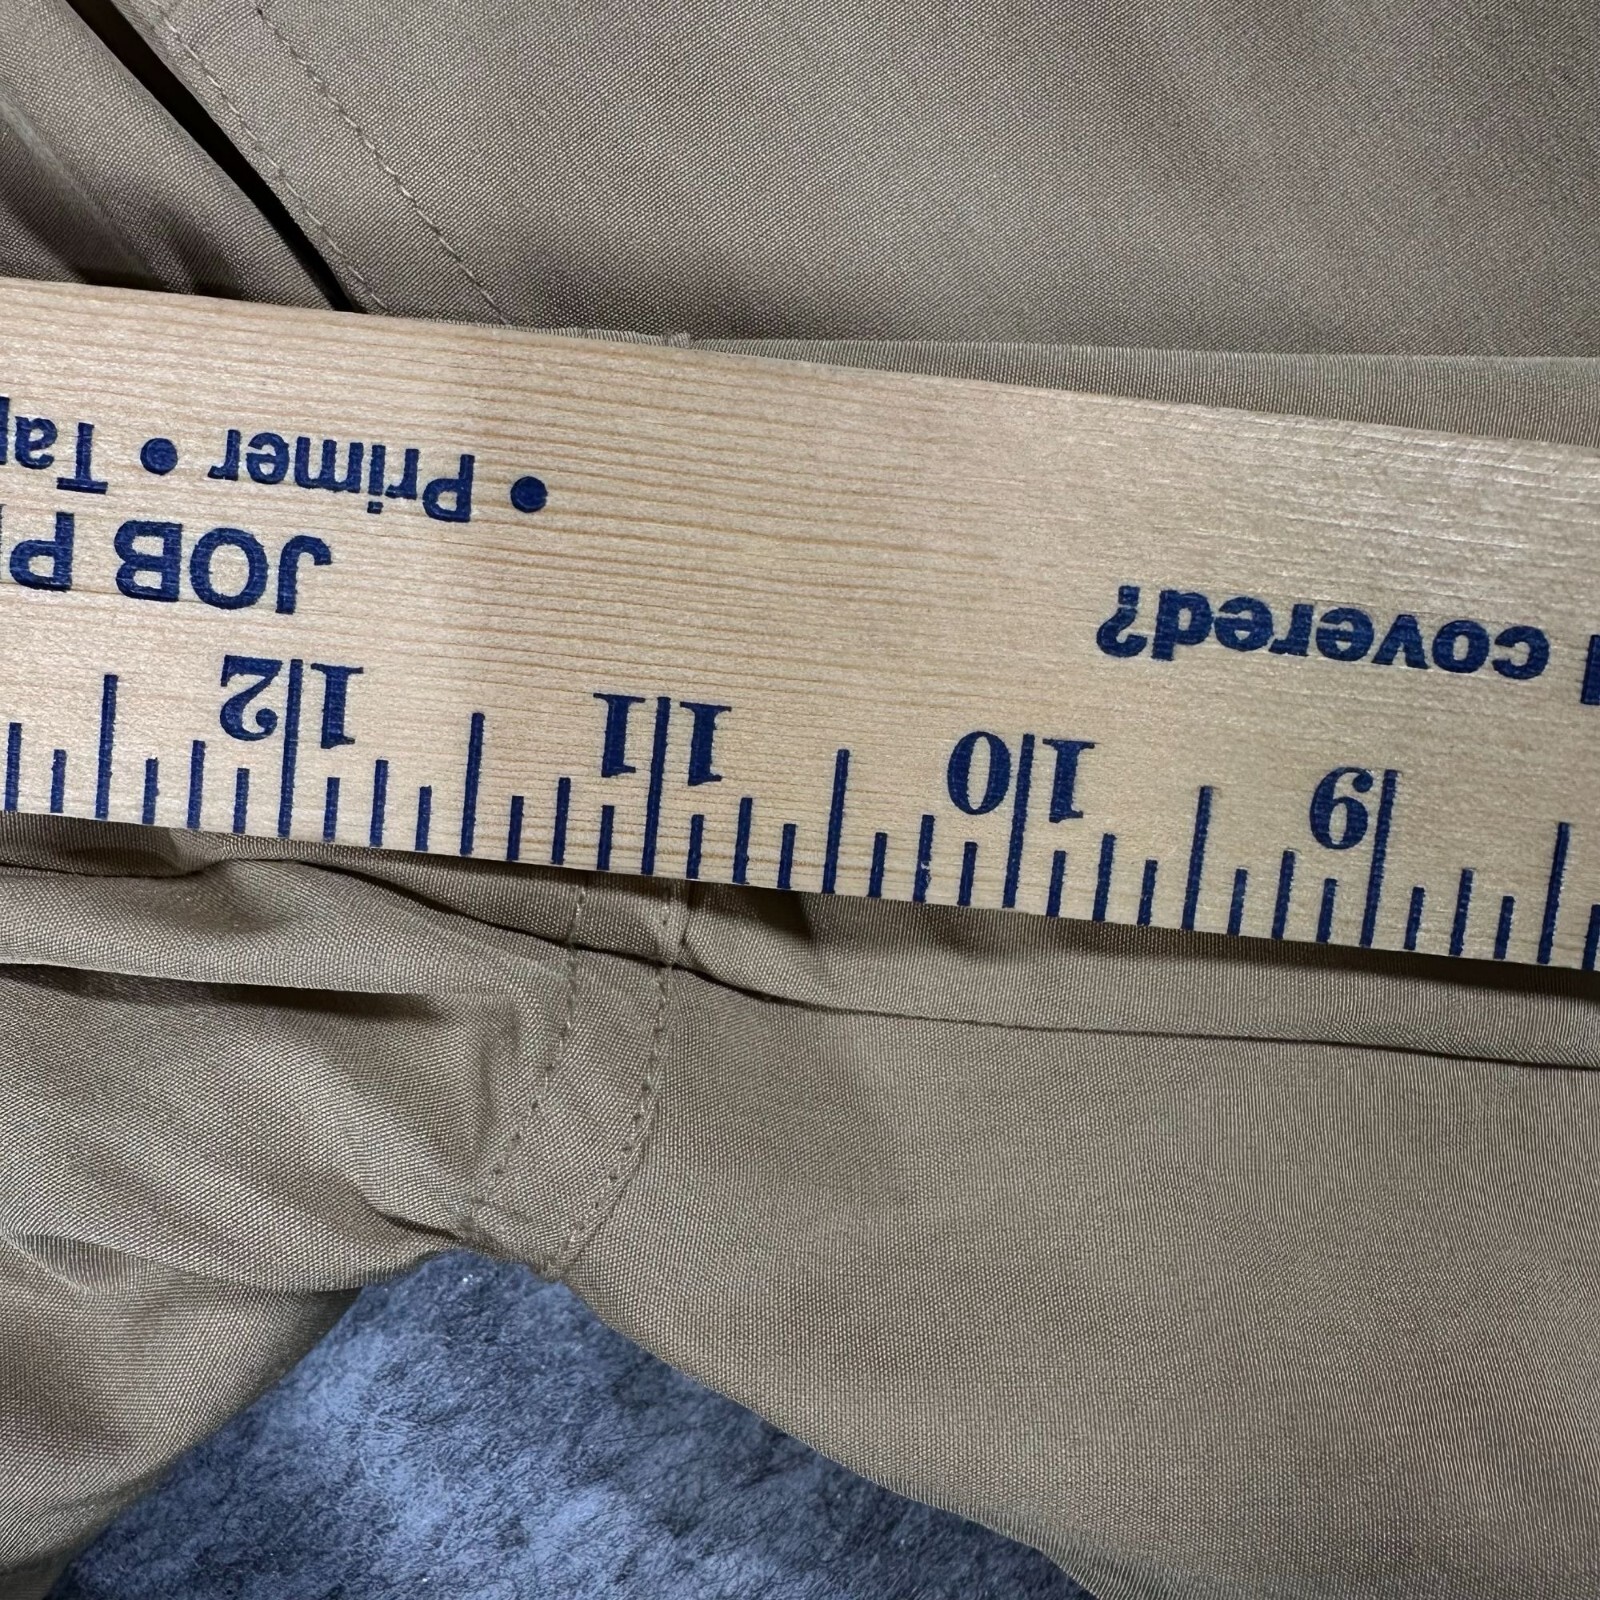 9 10 11 12
covered?
JOB
• Primer •